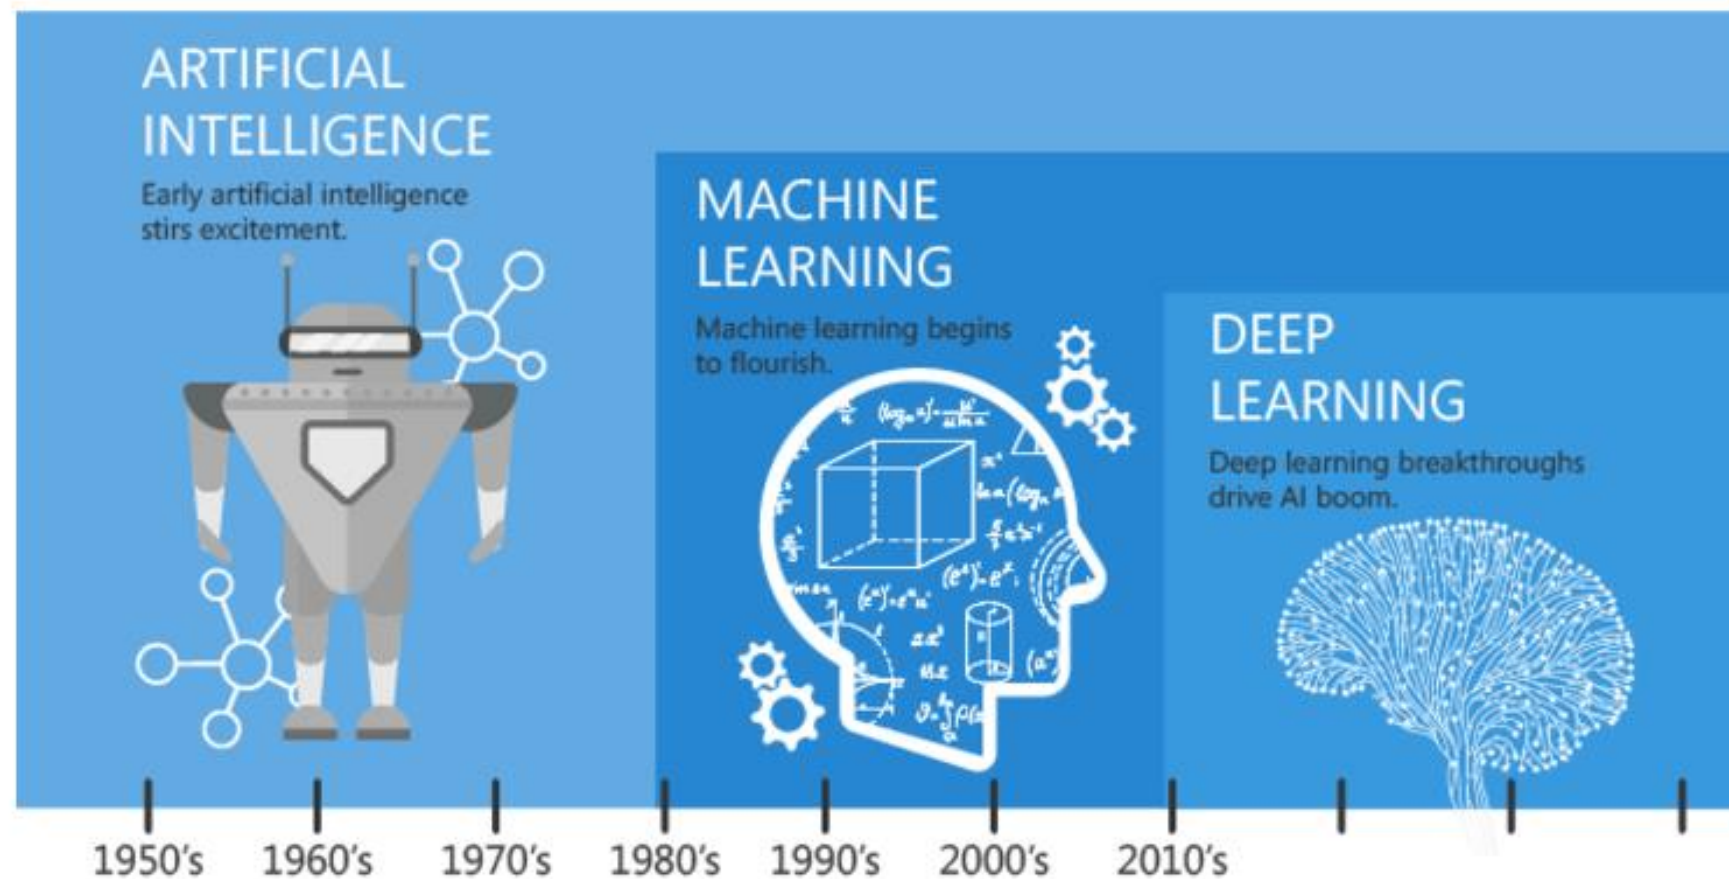 ARTIFICIAL
INTELLIGENCE
Early artificial intelligence
stirs excitement.
MACHINE
LEARNING
Machine learning begins
to flourish.
DEEP
LEARNING
Deep learning breakthroughs
drive AI boom.
1950's 1960's 1970's 1980's 1990's 2000's 2010's